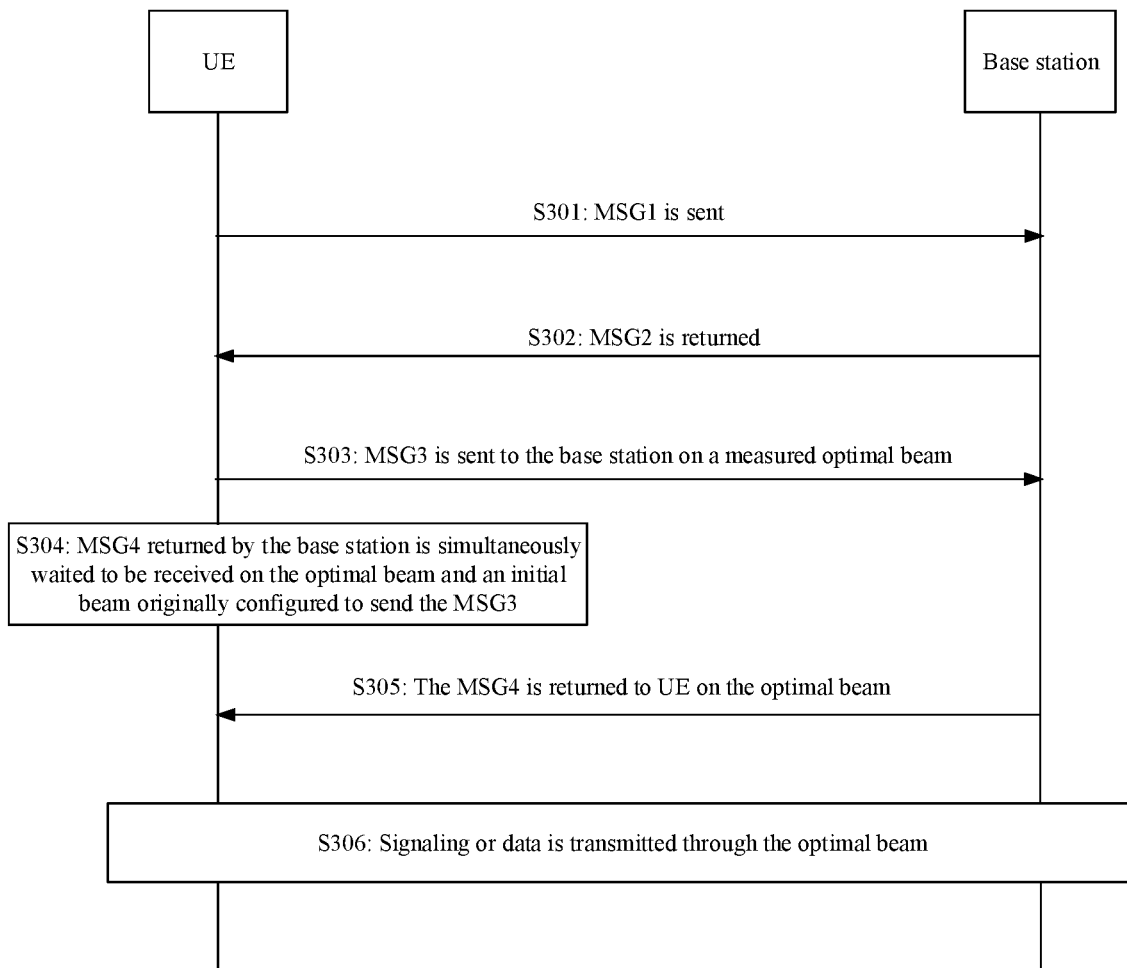 UE
Base station
S301: MSG1 is sent
S302: MSG2 is returned
S303: MSG3 is sent to the base station on a measured optimal beam
S304: MSG4 returned by the base station is simultaneously
waited to be received on the optimal beam and an initial
beam originally configured to send the MSG3
S305: The MSG4 is returned to UE on the optimal beam
S306: Signaling or data is transmitted through the optimal beam